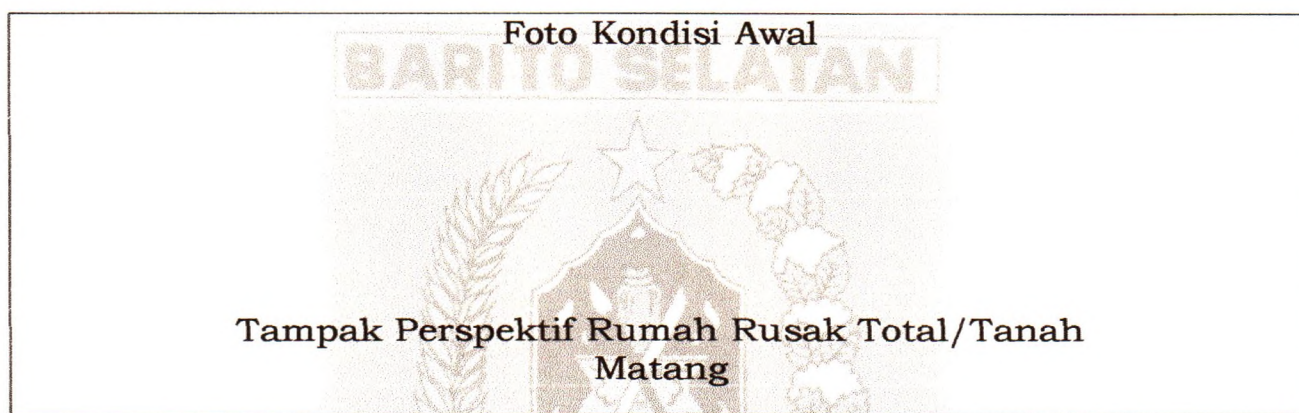 Foto Kondisi Awal
BARITO SELATAN
Tampak Perspektif Rumah Rusak Total/Tanah
Matang